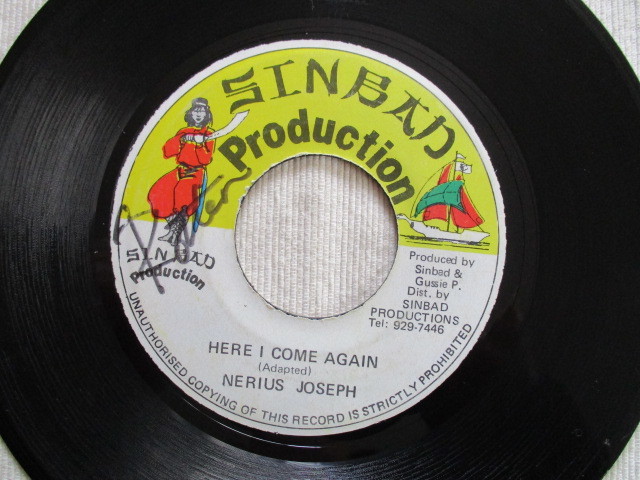 SINBAD
Production
SINBAD
Production
Produced by
Sinbad &
Gussie P.
Dist. by
SINBAD
PRODUCTIONS
Tel: 929-7446
HERE I COME AGAIN
(Adapted)
NERIUS JOSEPH
UNAUTHORISED COPYING OF THIS RECORD IS STRICTLY PROHIBITED